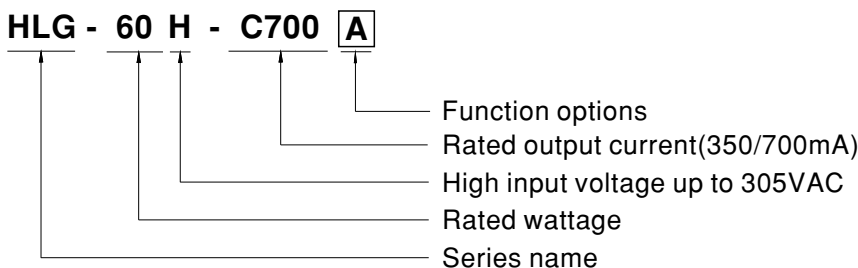 HLG - 60 H - C700 A
Function options
Rated output current(350/700mA)
High input voltage up to 305VAC
Rated wattage
Series name